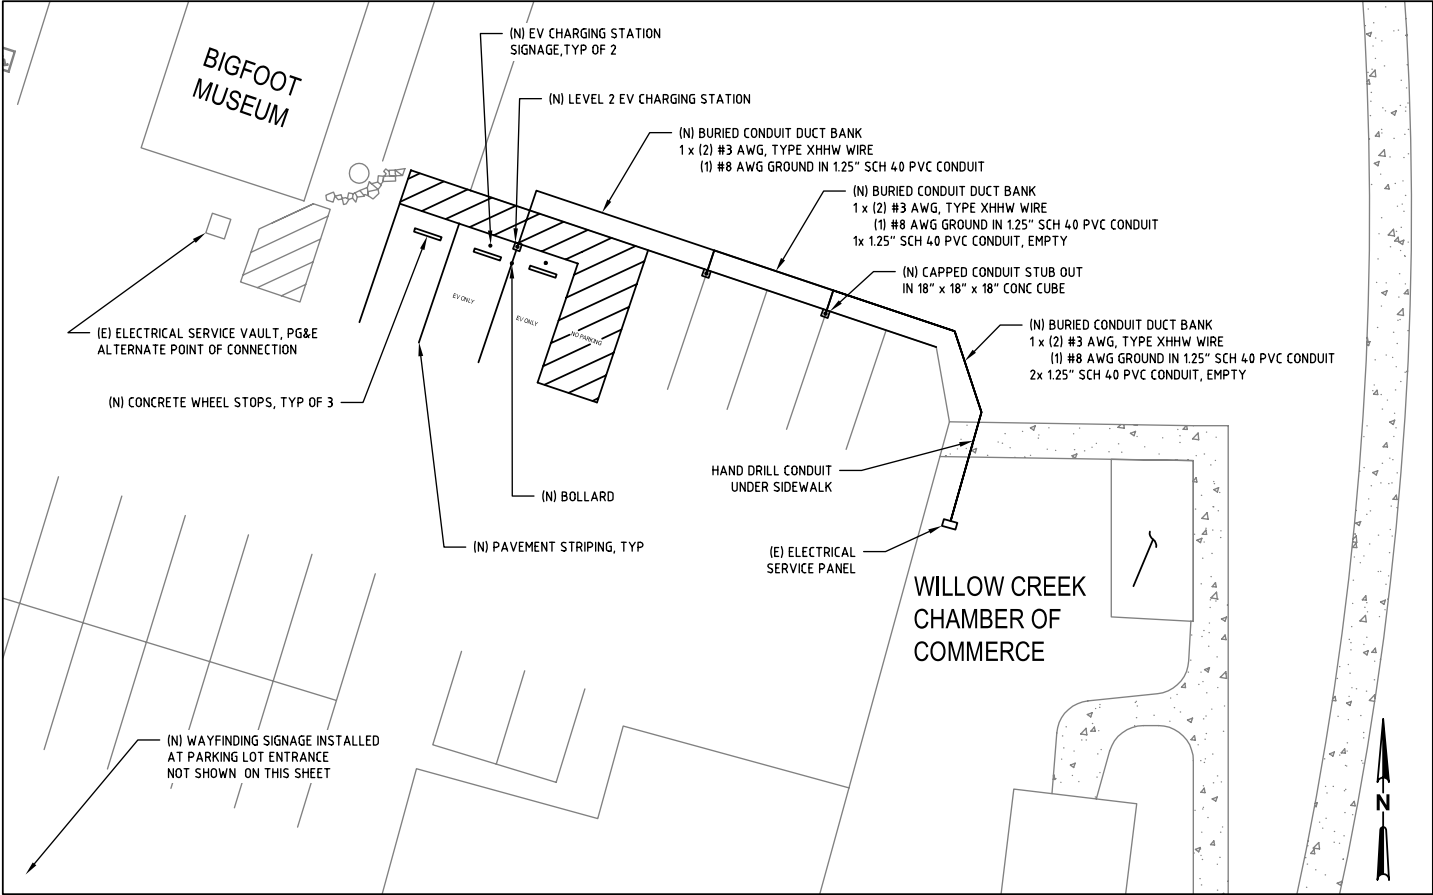 BIGFOOT
MUSEUM
(N) EV CHARGING STATION
SIGNAGE, TYP OF 2
(N) LEVEL 2 EV CHARGING STATION
(N) BURIED CONDUIT DUCT BANK
1 x (2) #3 AWG, TYPE XHHW WIRE
(1) #8 AWG GROUND IN 1.25" SCH 40 PVC CONDUIT
(N) BURIED CONDUIT DUCT BANK
1 x (2) #3 AWG, TYPE XHHW WIRE
(1) #8 AWG GROUND IN 1.25" SCH 40 PVC CONDUIT
1x 1.25" SCH 40 PVC CONDUIT, EMPTY
(N) CAPPED CONDUIT STUB OUT
IN 18" x 18" x 18" CONC CUBE
(N) BURIED CONDUIT DUCT BANK
1 x (2) #3 AWG, TYPE XHHW WIRE
(1) #8 AWG GROUND IN 1.25" SCH 40 PVC CONDUIT
2x 1.25" SCH 40 PVC CONDUIT, EMPTY
EV ONLY
EV ONLY
NO PARKING
(E) ELECTRICAL SERVICE VAULT, PG&E
ALTERNATE POINT OF CONNECTION
(N) CONCRETE WHEEL STOPS, TYP OF 3
HAND DRILL CONDUIT
UNDER SIDEWALK
(N) BOLLARD
(N) PAVEMENT STRIPING, TYP
(E) ELECTRICAL
SERVICE PANEL
WILLOW CREEK
CHAMBER OF
COMMERCE
(N) WAYFINDING SIGNAGE INSTALLED
AT PARKING LOT ENTRANCE
NOT SHOWN ON THIS SHEET
N